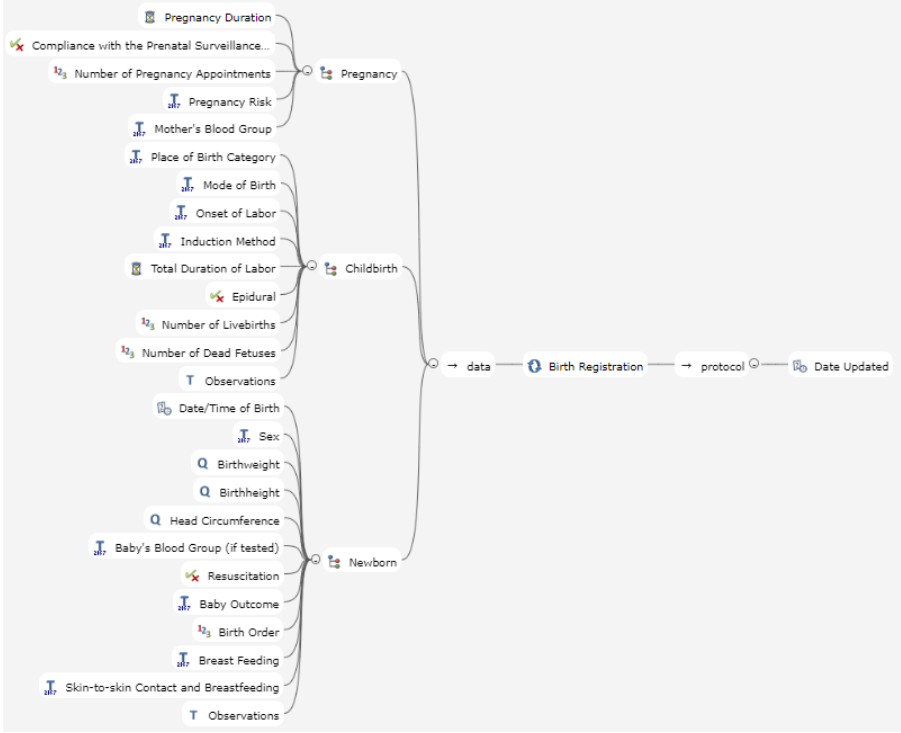 Pregnancy Duration
Compliance with the Prenatal Surveillance...
Number of Pregnancy Appointments
Pregnancy Risk
Mother's Blood Group
Pregnancy
Place of Birth Category
Mode of Birth
Onset of Labor
Induction Method
Total Duration of Labor
Epidural
Number of Livebirths
Number of Dead Fetuses
Observations
Childbirth
Date/Time of Birth
Sex
Birthweight
Birthheight
Head Circumference
Baby's Blood Group (if tested)
Resuscitation
Baby Outcome
Birth Order
Breast Feeding
Skin-to-skin Contact and Breastfeeding
Observations
Newborn
→ data
Birth Registration
→ protocol
Date Updated